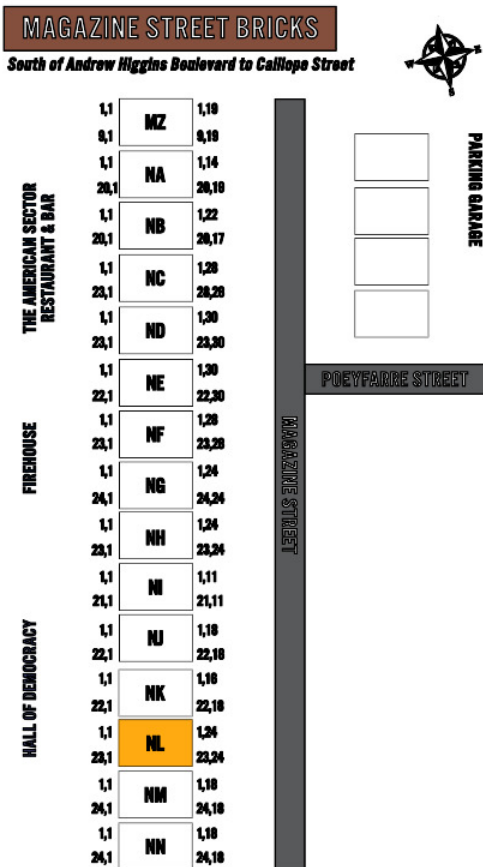 MAGAZINE STREET BRICKS
South of Andrew Higgins Boulevard to Calliope Street
1,1 MZ 1,19
9,1 9,19
1,1 NA 1,14
20,1 20,19
1,1 NB 1,22
20,1 20,17
1,1 NC 1,28
23,1 28,28
1,1 ND 1,30
23,1 23,30
1,1 NE 1,30
22,1 22,30
1,1 NF 1,28
23,1 23,28
1,1 NG 1,24
24,1 24,24
1,1 NH 1,24
23,1 23,24
1,1 NI 1,11
21,1 21,11
1,1 NJ 1,18
22,1 22,18
1,1 NK 1,16
22,1 22,18
1,1 NL 1,24
23,1 23,24
1,1 NM 1,18
24,1 24,18
1,1 NN 1,18
24,1 24,18
THE AMERICAN SECTOR
RESTAURANT & BAR
FIREHOUSE
HALL OF DEMOCRACY
MAGAZINE STREET
POEYFARRE STREET
PARKING GARAGE
N
E
S
W